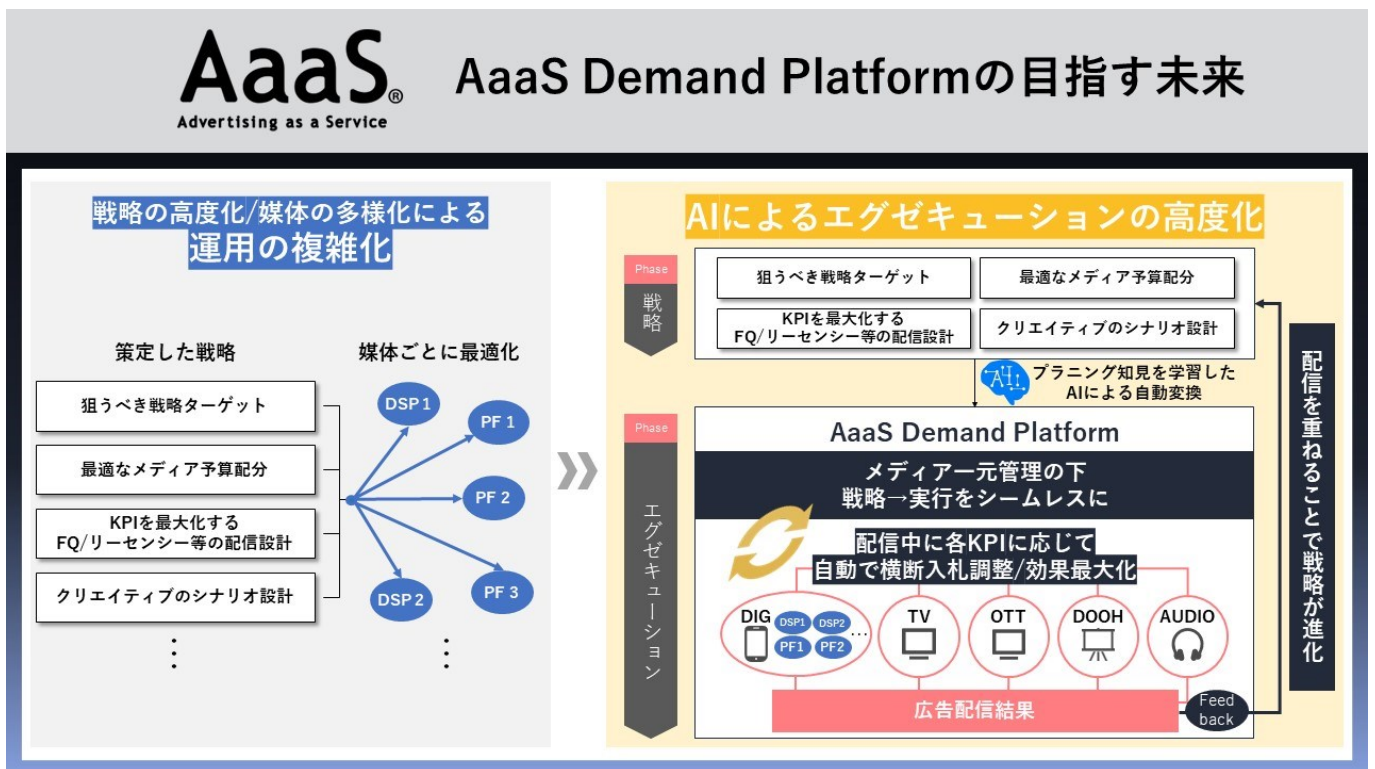 AaaS®
Advertising as a Service
AaaS Demand Platformの目指す未来
戦略の高度化/媒体の多様化による
運用の複雑化
策定した戦略
媒体ごとに最適化
狙うべき戦略ターゲット
最適なメディア予算配分
KPIを最大化する
FQ/リーセンシー等の配信設計
クリエイティブのシナリオ設計
⋮
DSP 1
PF 1
PF 2
PF 3
DSP 2
⋮
AIによるエグゼキューションの高度化
Phase
戦略
狙うべき戦略ターゲット
最適なメディア予算配分
KPIを最大化する
FQ/リーセンシー等の配信設計
クリエイティブのシナリオ設計
AI
プラニング知見を学習した
AIによる自動変換
Phase
エグゼキューション
AaaS Demand Platform
メディア一元管理の下
戦略→実行をシームレスに
配信中に各KPIに応じて
自動で横断入札調整/効果最大化
DIG
DSP1
DSP2
PF1
PF2
…
TV
OTT
DOOH
AUDIO
広告配信結果
Feed
back
配信を重ねることで戦略が進化